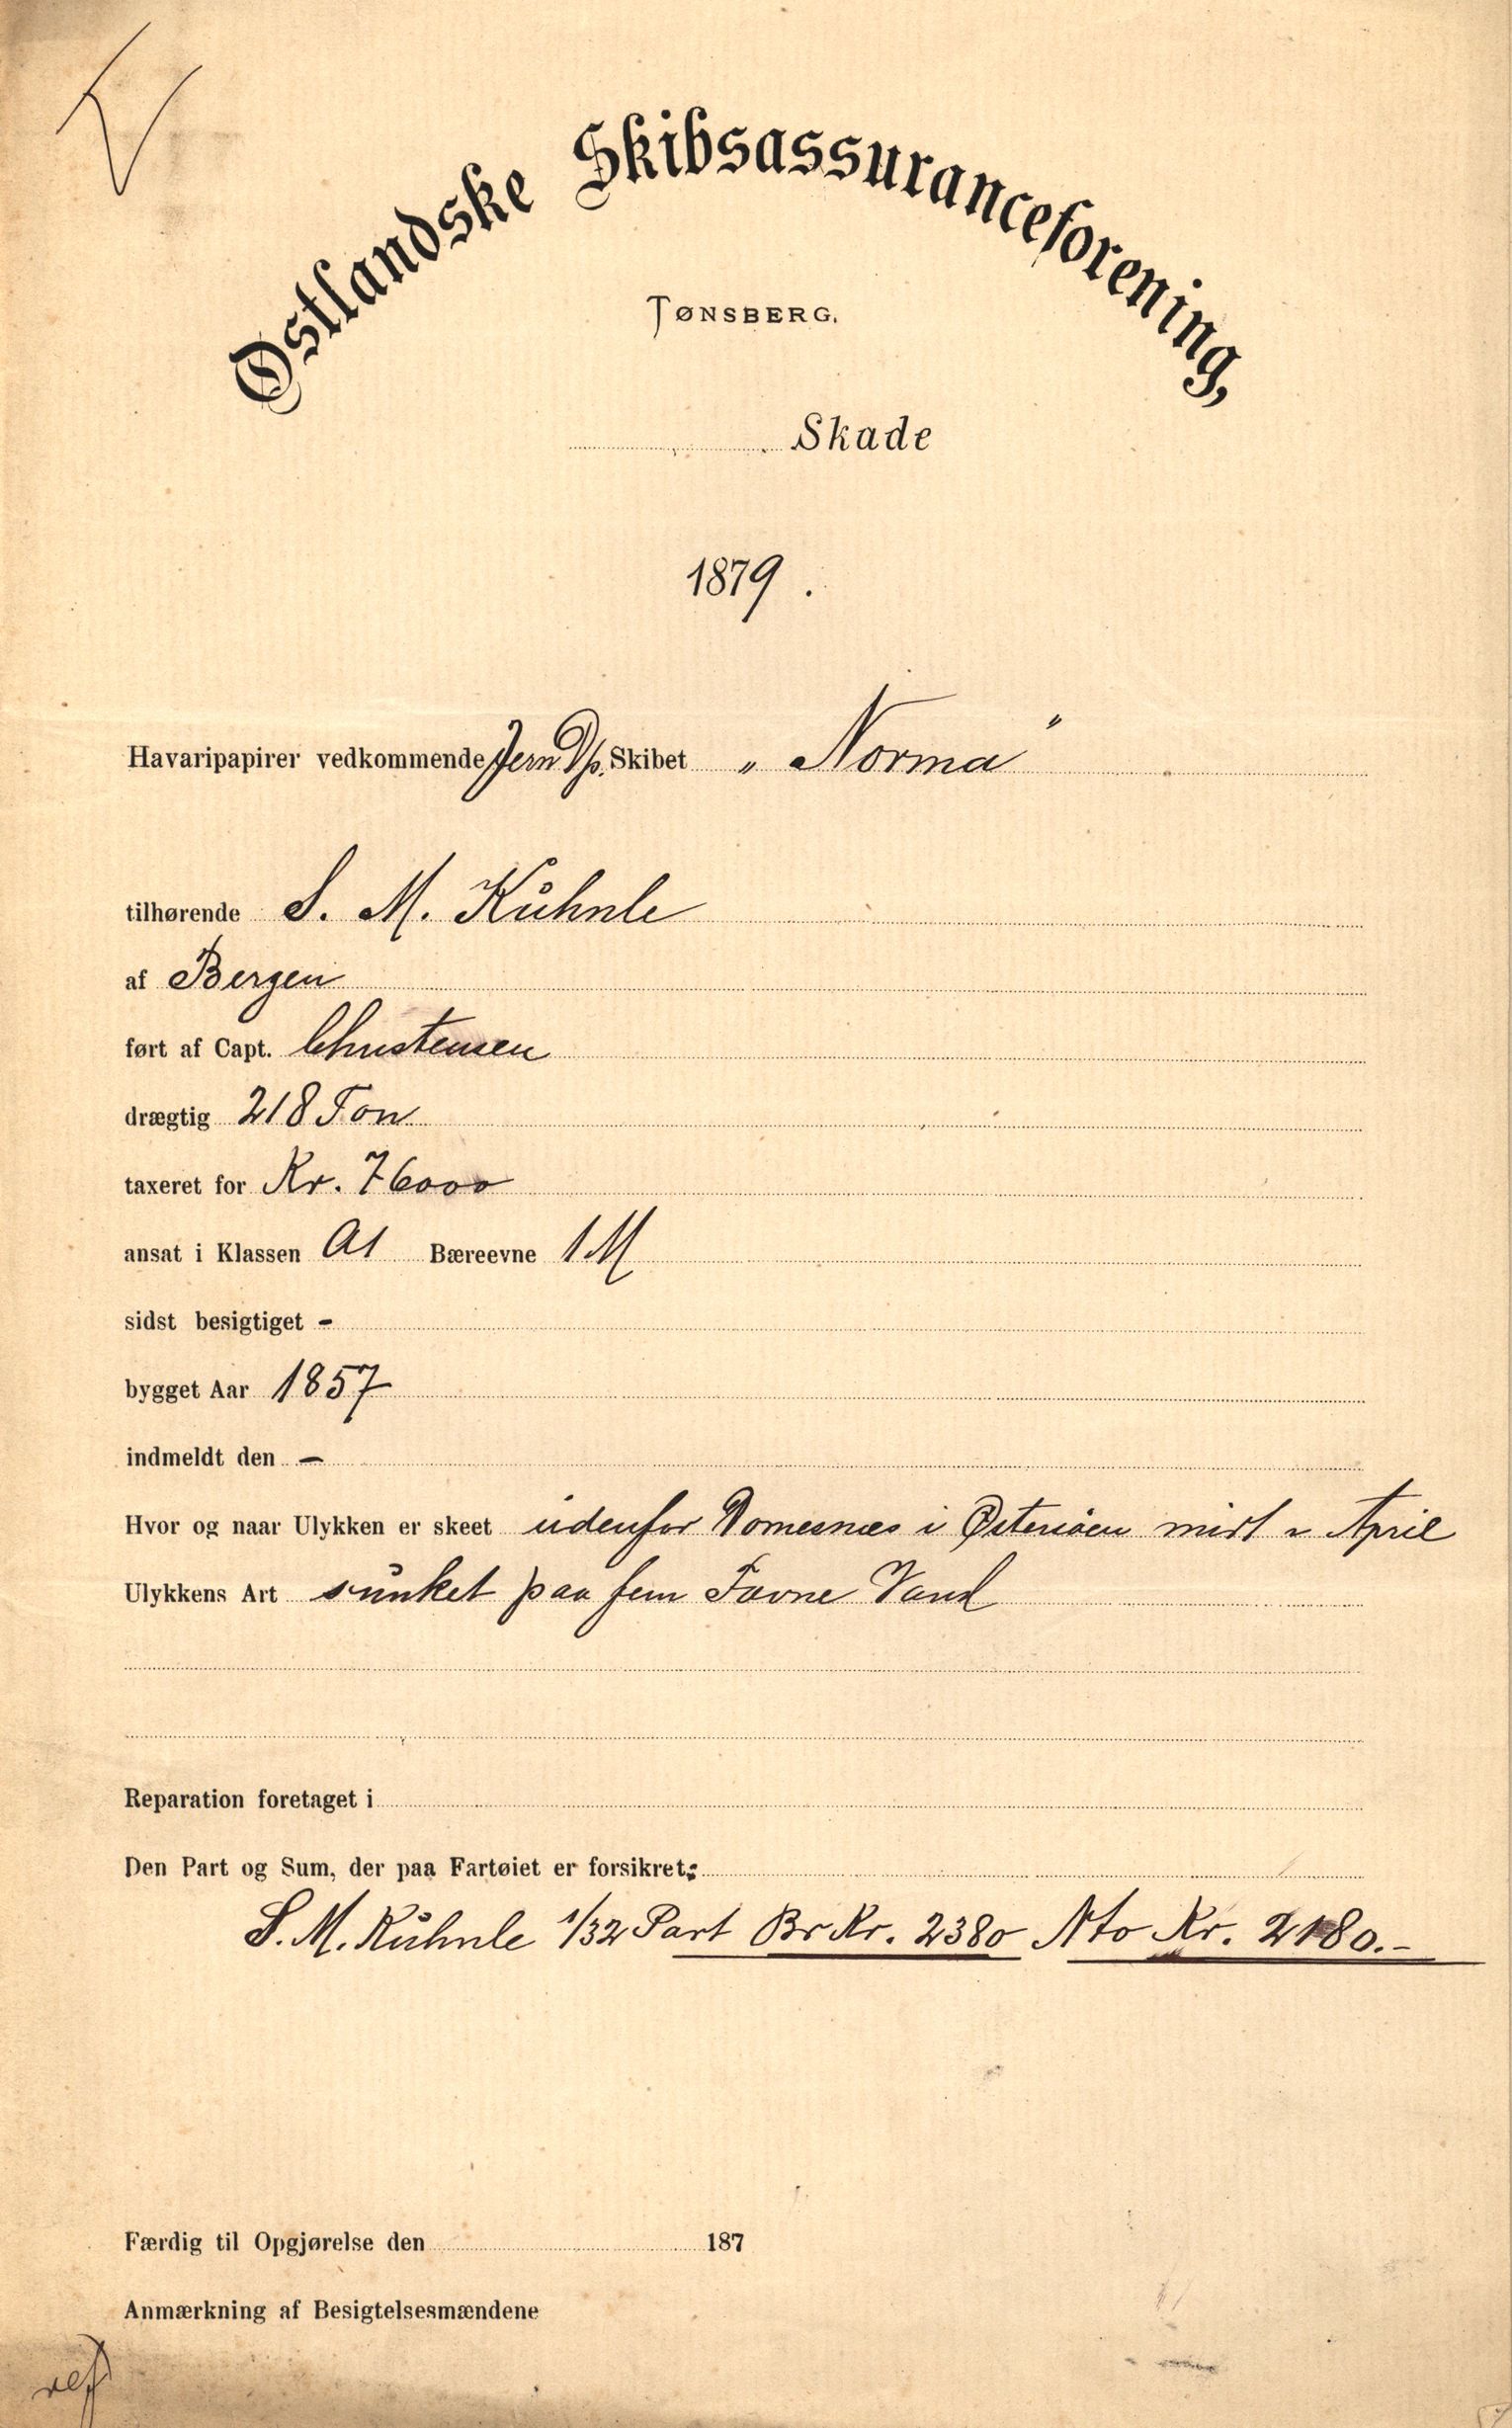 Østlandske Skibsassuranceforening,
TØNSBERG.
Skade
1879.
Havaripapirer vedkommende Jern Dp. Skibet „Norma"
tilhørende S. M. Kühnle
af Bergen
ført af Capt. Christensen
drægtig 218 Ton
taxeret for Kr. 76000
ansat i Klassen A1 Bæreevne 1 M
sidst besigtiget -
bygget Aar 1857
indmeldt den -
Hvor og naar Ulykken er skeet udenfor Domesnæs i Østersöen midt i April
Ulykkens Art sunket paa fem Favne Vand
Reparation foretaget i
Den Part og Sum, der paa Fartøiet er forsikret:
S. M. Kühnle 1/32 Part Br Kr. 2380 Nto Kr. 2180.-
Færdig til Opgjørelse den 187
Anmærkning af Besigtelsesmændene